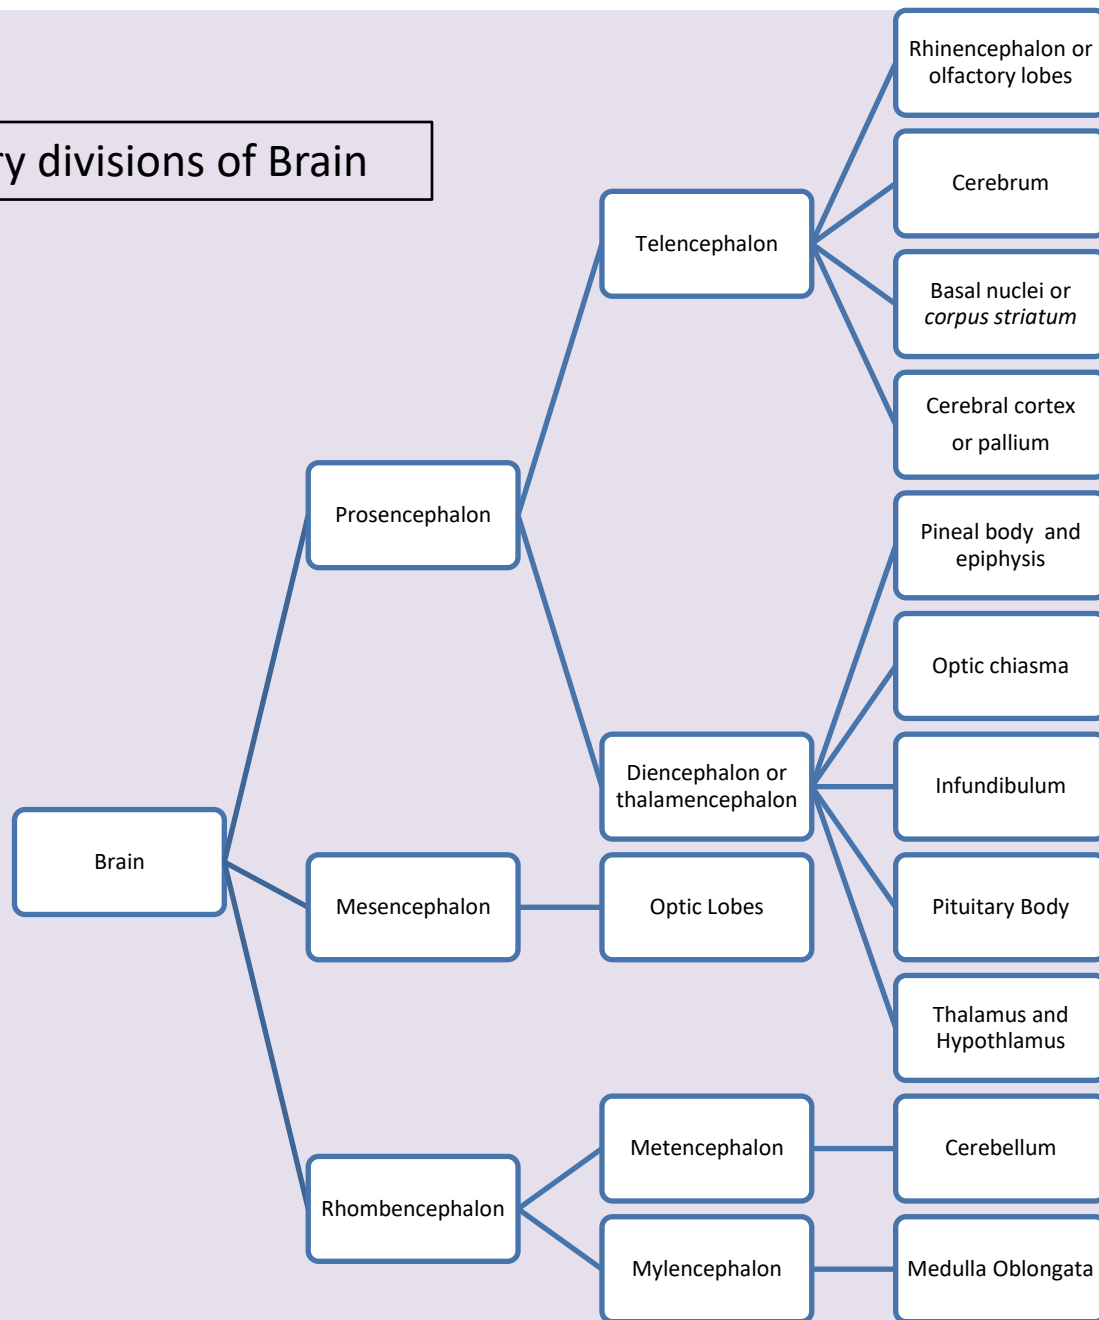 ry divisions of Brain
Rhinencephalon or
olfactory lobes
Cerebrum
Telencephalon
Basal nuclei or
corpus striatum
Cerebral cortex
or pallium
Prosencephalon
Pineal body and
epiphysis
Optic chiasma
Diencephalon or
thalamencephalon
Infundibulum
Brain
Mesencephalon
Optic Lobes
Pituitary Body
Thalamus and
Hypothlamus
Rhombencephalon
Metencephalon
Cerebellum
Mylencephalon
Medulla Oblongata